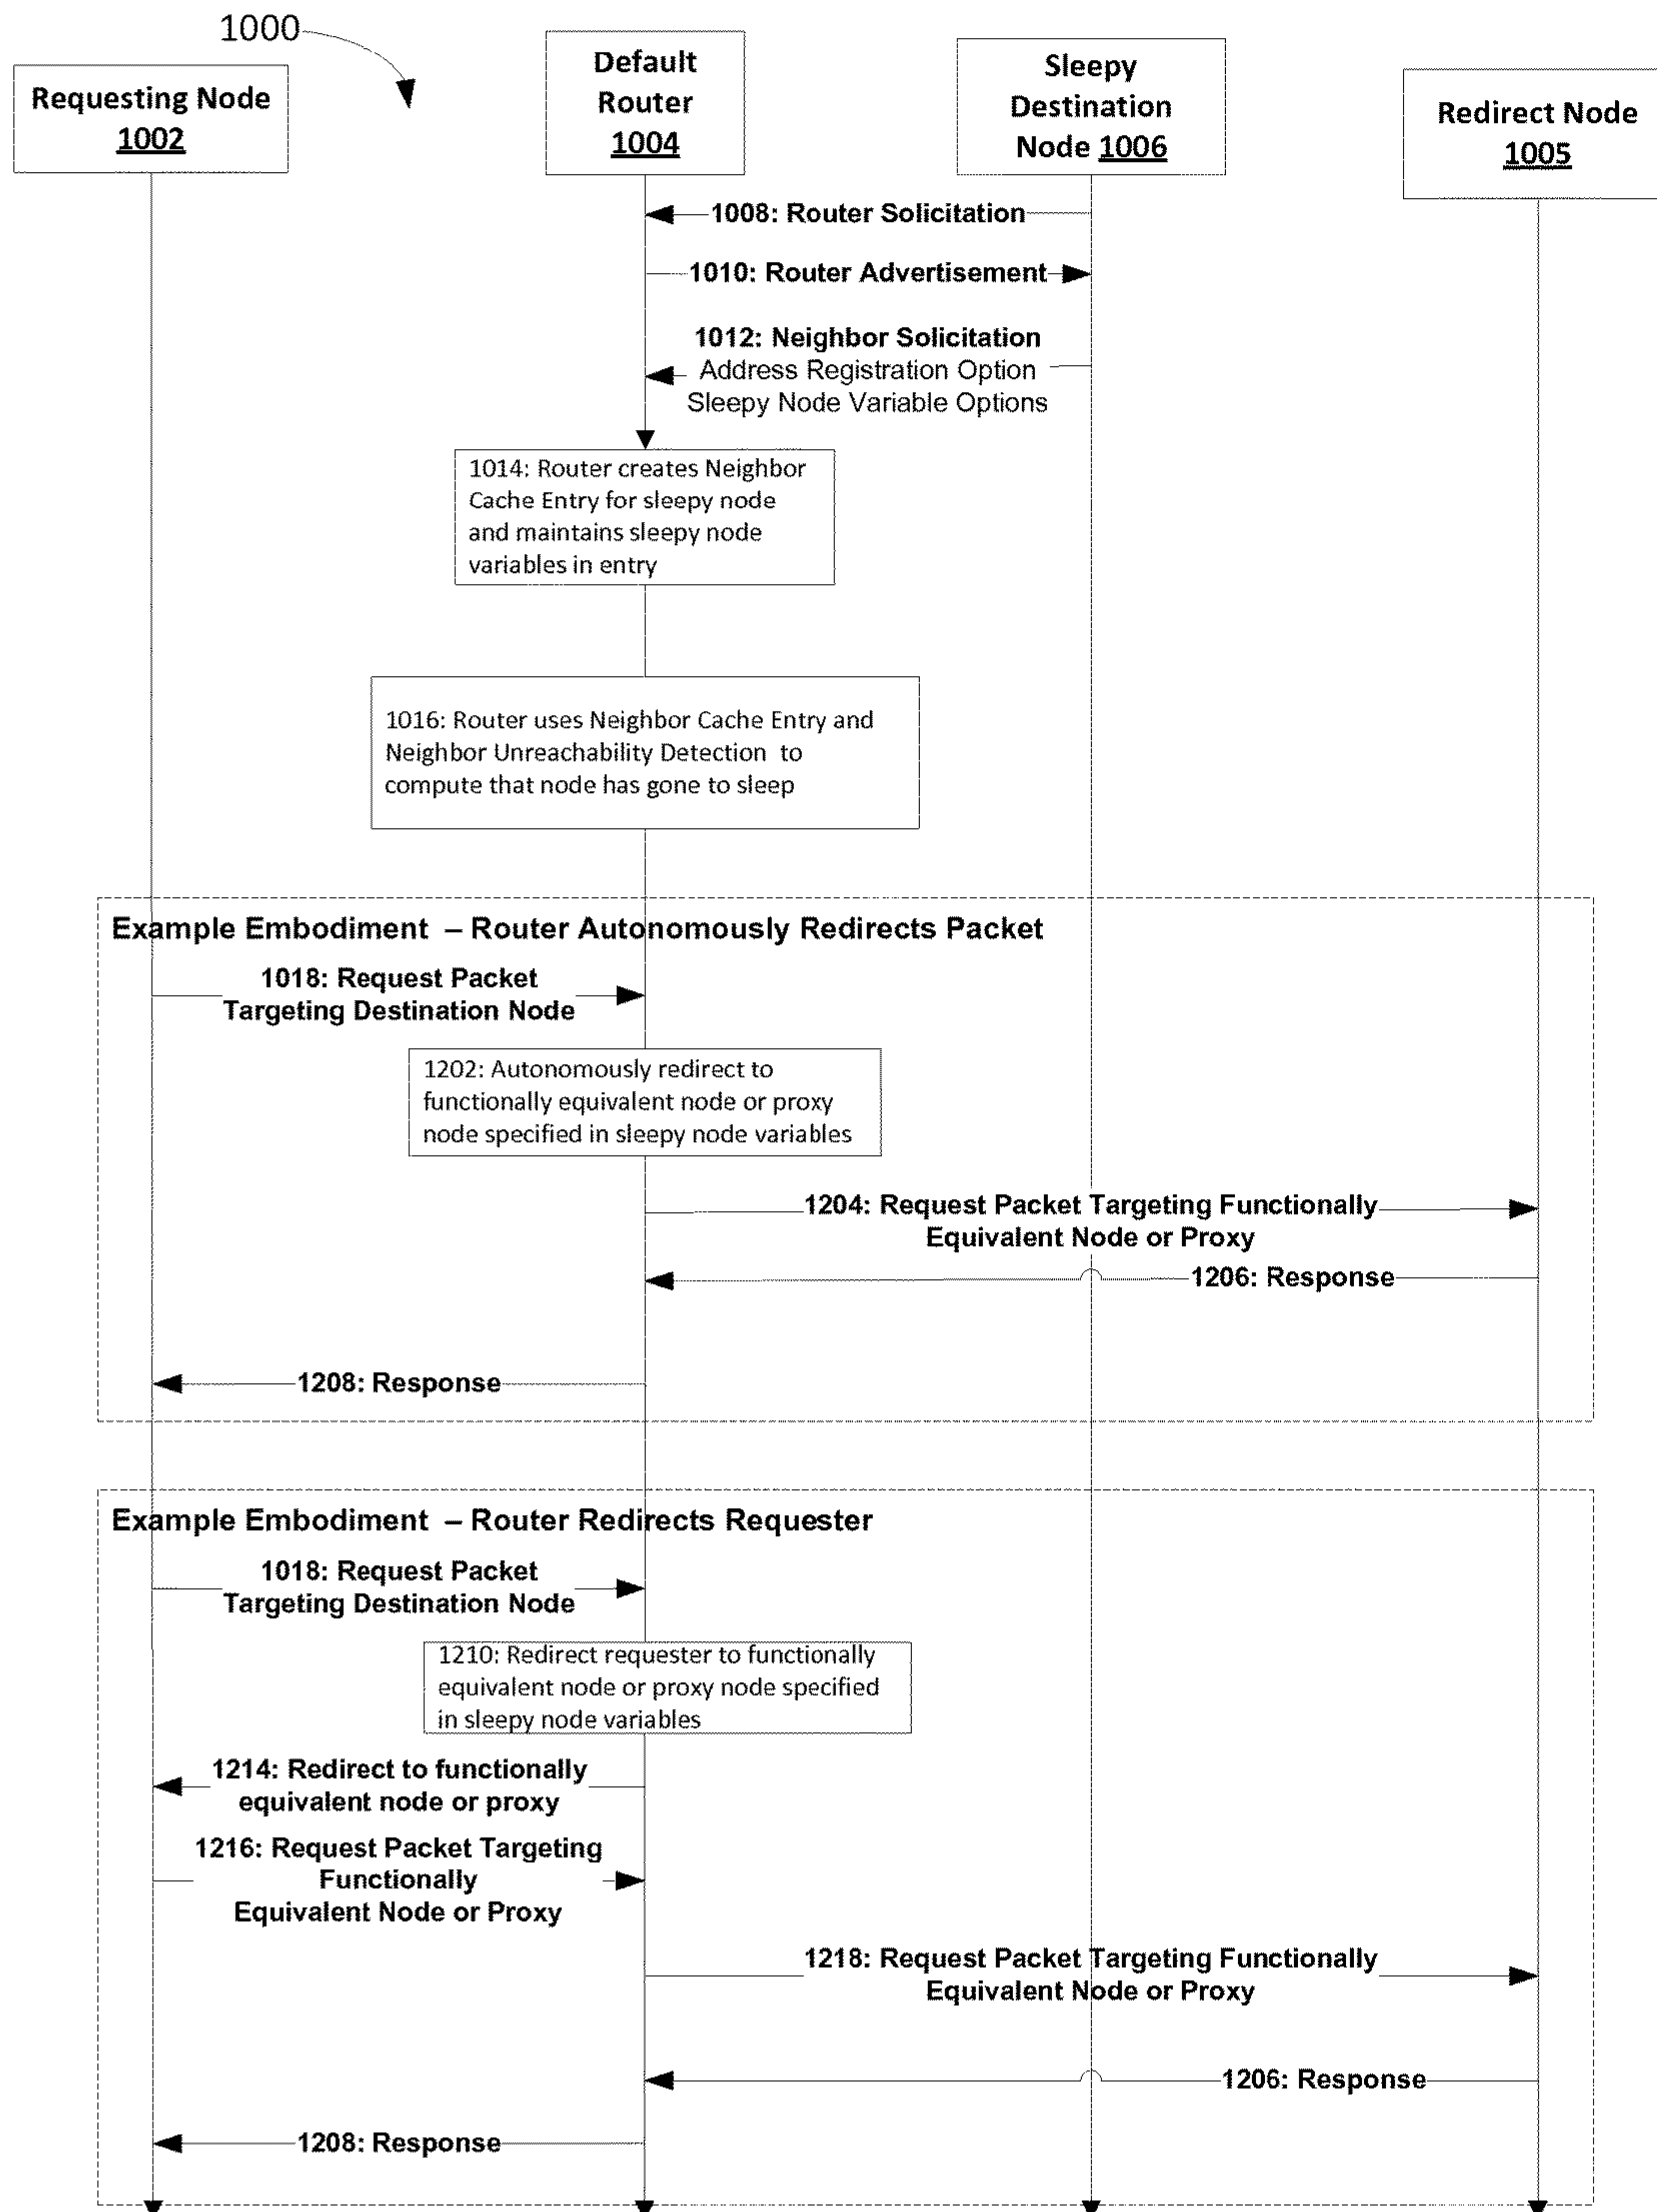 1000
Requesting Node
1002
Default
Router
1004
Sleepy
Destination
Node 1006
Redirect Node
1005
1008: Router Solicitation
1010: Router Advertisement
1012: Neighbor Solicitation
Address Registration Option
Sleepy Node Variable Options
1014: Router creates Neighbor
Cache Entry for sleepy node
and maintains sleepy node
variables in entry
1016: Router uses Neighbor Cache Entry and
Neighbor Unreachability Detection to
compute that node has gone to sleep
Example Embodiment – Router Autonomously Redirects Packet
1018: Request Packet
Targeting Destination Node
1202: Autonomously redirect to
functionally equivalent node or proxy
node specified in sleepy node variables
1204: Request Packet Targeting Functionally
Equivalent Node or Proxy
1206: Response
1208: Response
Example Embodiment – Router Redirects Requester
1018: Request Packet
Targeting Destination Node
1210: Redirect requester to functionally
equivalent node or proxy node specified
in sleepy node variables
1214: Redirect to functionally
equivalent node or proxy
1216: Request Packet Targeting
Functionally
Equivalent Node or Proxy
1218: Request Packet Targeting Functionally
Equivalent Node or Proxy
1206: Response
1208: Response